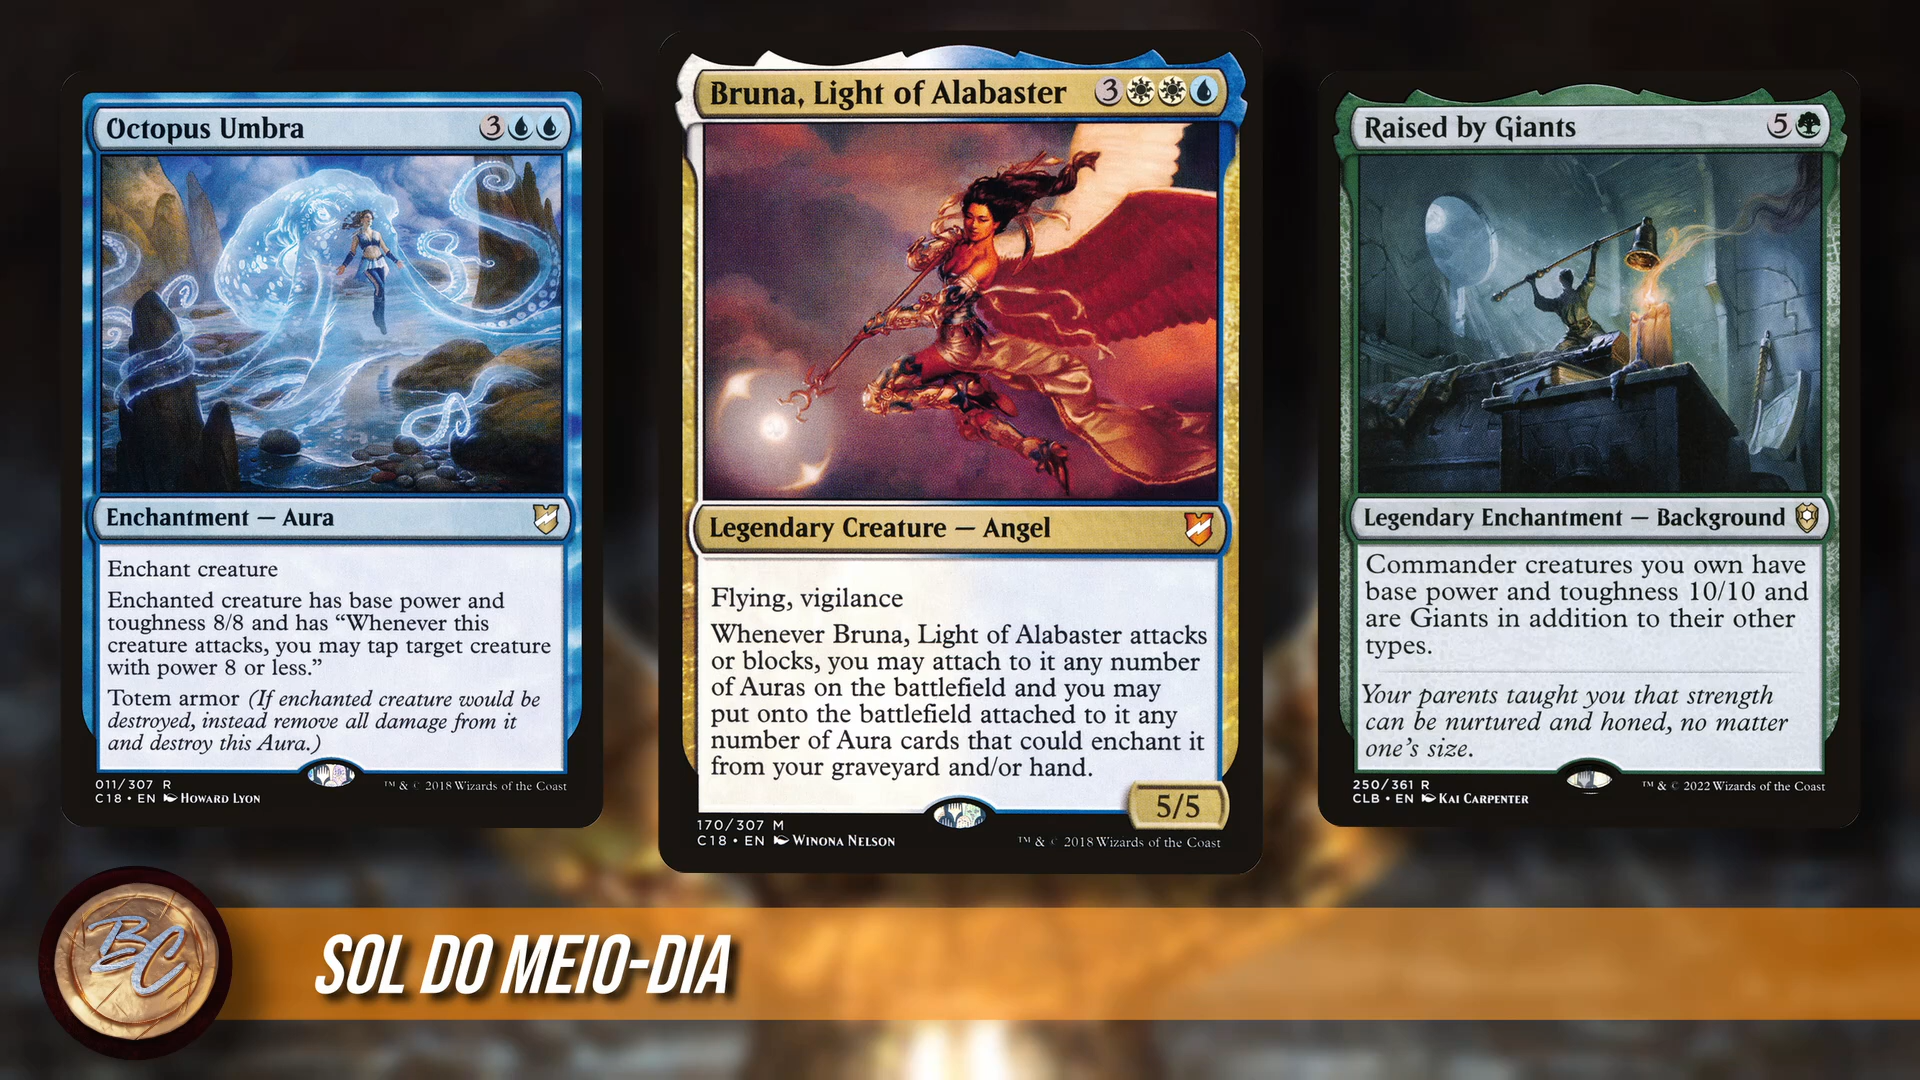 Octopus Umbra 3
Enchantment — Aura
Enchant creature
Enchanted creature has base power and
toughness 8/8 and has “Whenever this
creature attacks, you may tap target creature
with power 8 or less.”
Totem armor (If enchanted creature would be
destroyed, instead remove all damage from it
and destroy this Aura.)
011/307 R
C18 • EN HOWARD LYON
™ & © 2018 Wizards of the Coast
Bruna, Light of Alabaster 3
Legendary Creature — Angel
Flying, vigilance
Whenever Bruna, Light of Alabaster attacks
or blocks, you may attach to it any number
of Auras on the battlefield and you may
put onto the battlefield attached to it any
number of Aura cards that could enchant it
from your graveyard and/or hand.
5/5
170/307 M
C18 • EN WINONA NELSON
™ & © 2018 Wizards of the Coast
Raised by Giants 5
Legendary Enchantment — Background
Commander creatures you own have
base power and toughness 10/10 and
are Giants in addition to their other
types.
Your parents taught you that strength
can be nurtured and honed, no matter
one’s size.
250/361 R
CLB • EN KAI CARPENTER
™ & © 2022 Wizards of the Coast
BC
SOL DO MEIO-DIA